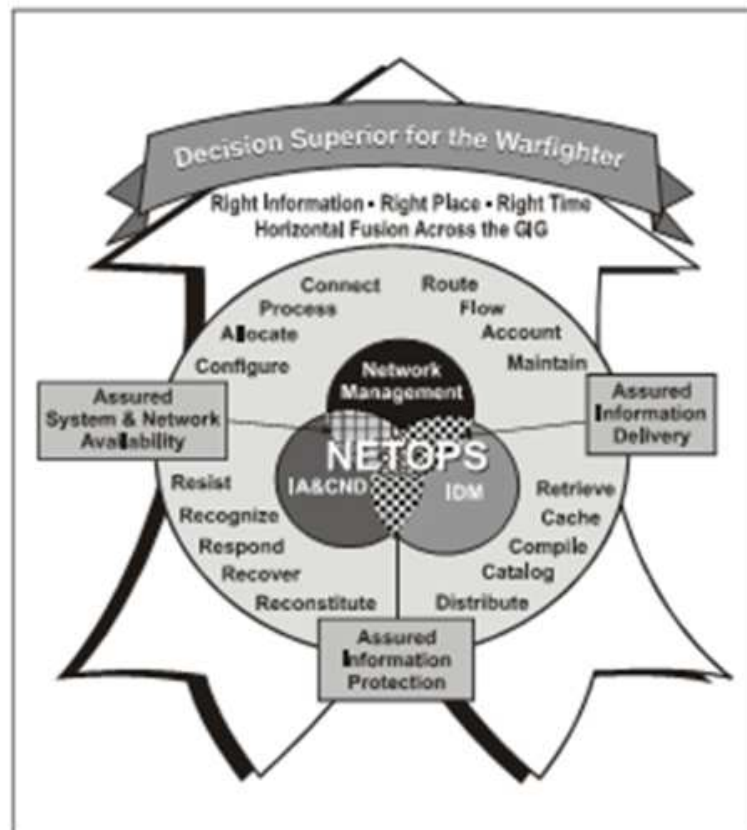 Decision Superior for the Warfighter
Right Information • Right Place • Right Time
Horizontal Fusion Across the GIG
Connect
Process
Allocate
Configure
Route
Flow
Account
Maintain
Network
Management
Assured
System & Network
Availability
Assured
Information
Delivery
NETOPS
IA&CND
IDM
Resist
Recognize
Respond
Recover
Reconstitute
Retrieve
Cache
Compile
Catalog
Distribute
Assured
Information
Protection